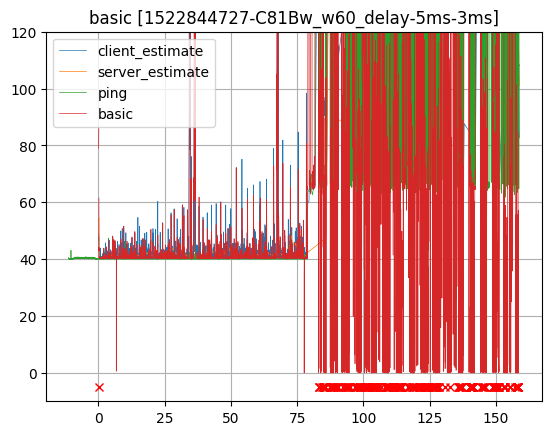 basic [1522844727-C81Bw_w60_delay-5ms-3ms]
client_estimate
server_estimate
ping
basic
120
100
80
60
40
20
0
0 25 50 75 100 125 150